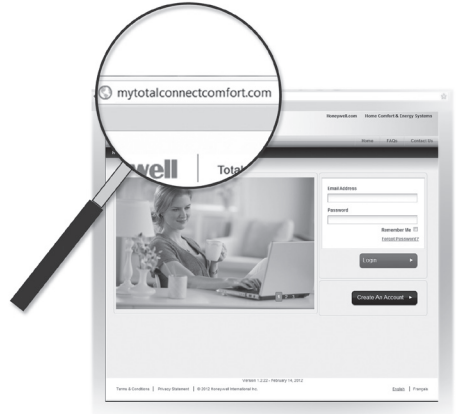 mytotalconnectcomfort.com
Honeywell.com Home Comfort & Energy Systems
Home FAQs Contact Us
well Total
Email Address
Password
Remember Me
Forgot Password?
Login
Create An Account
Version 1.3.22 - February 14, 2012
Terms & Conditions | Privacy Statement | © 2012 Honeywell International Inc.
English | Français